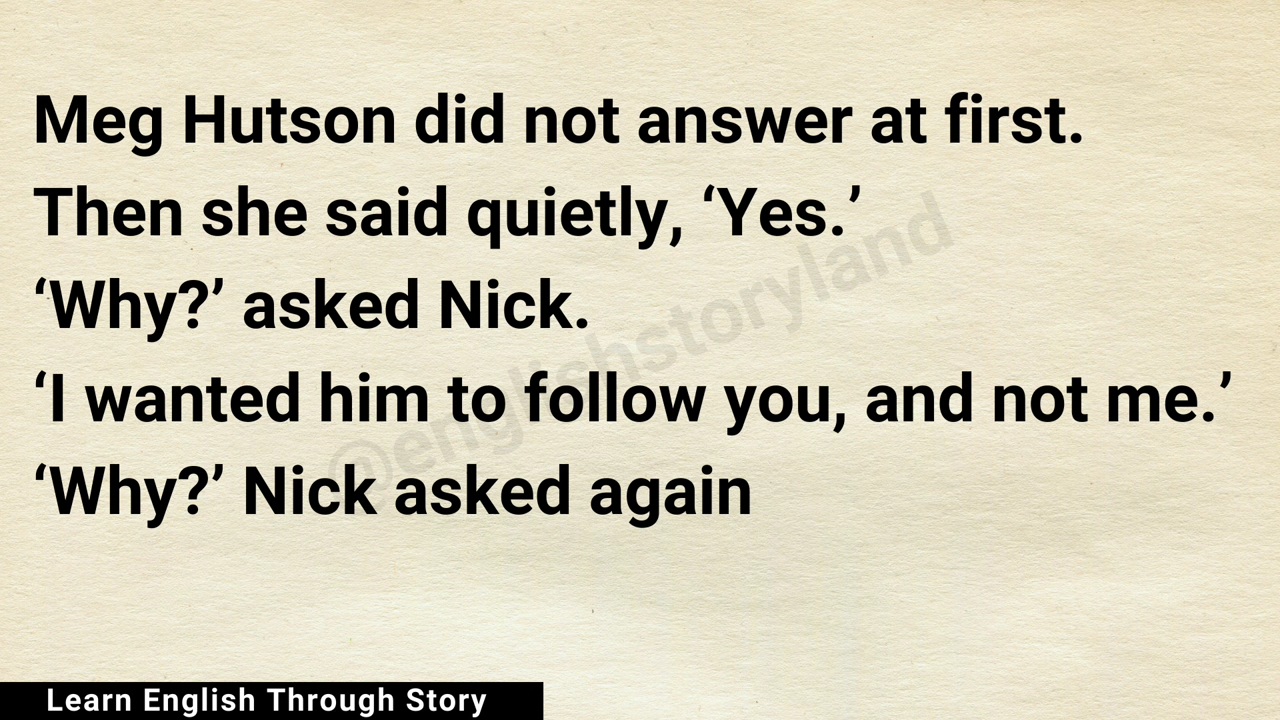 Meg Hutson did not answer at first.
Then she said quietly, ‘Yes.’
‘Why?’ asked Nick.
‘I wanted him to follow you, and not me.’
‘Why?’ Nick asked again
@englishstoryland
Learn English Through Story